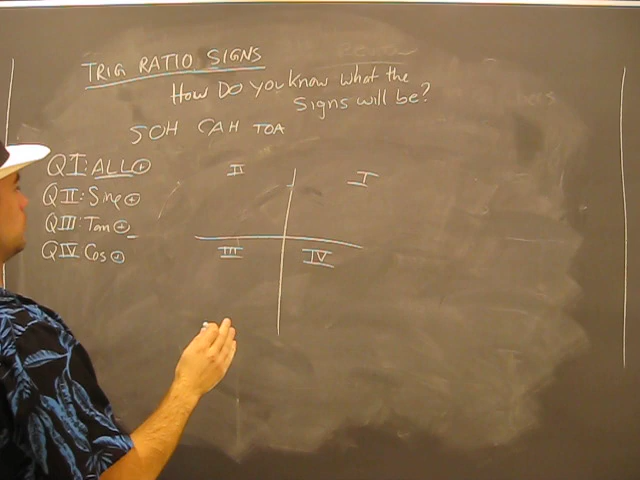 TRIG RATIO SIGNS
How Do you know what the
signs will be?
SOH CAH TOA
QI: ALL ⊕
QII: Sine ⊕
QIII: Tan ⊕
QIV Cos ⊕
II I
III IV